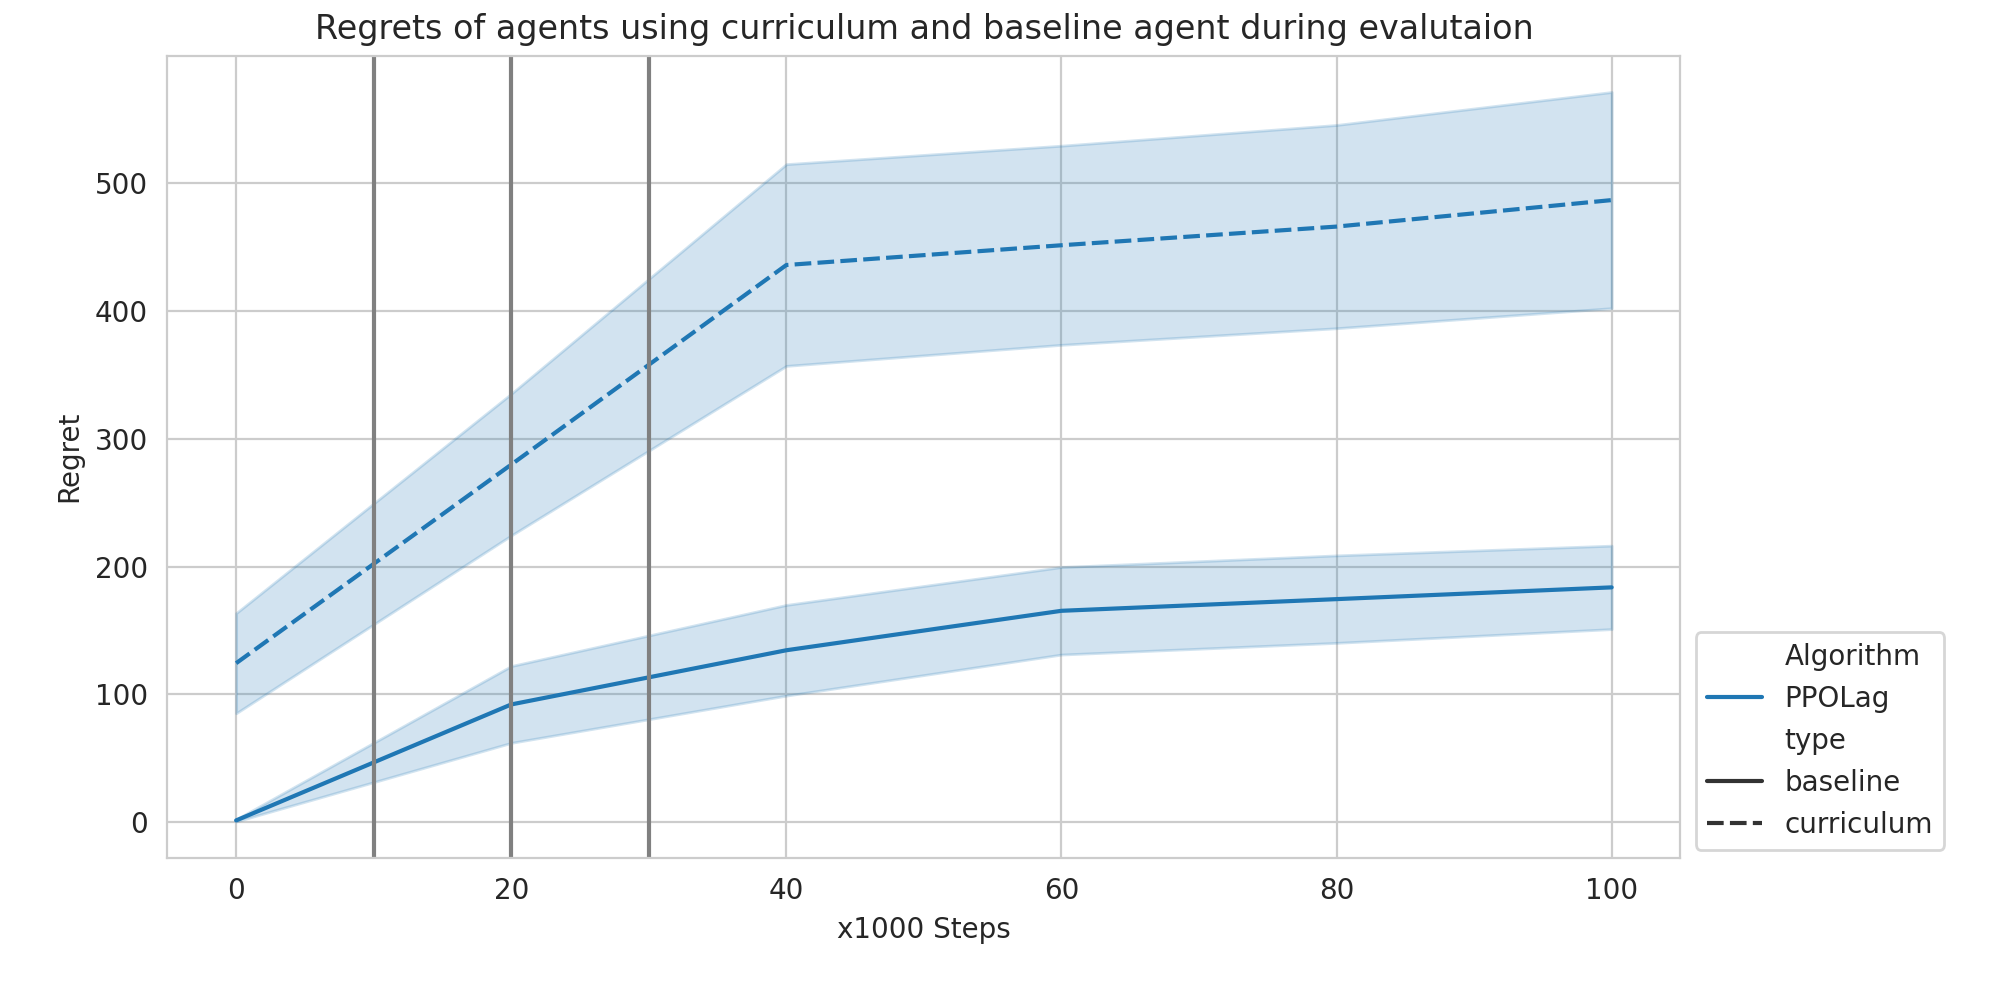 Regrets of agents using curriculum and baseline agent during evalutaion
500
400
300
200
100
0
Regret
0 20 40 60 80 100
x1000 Steps
Algorithm
PPOLag
type
baseline
curriculum